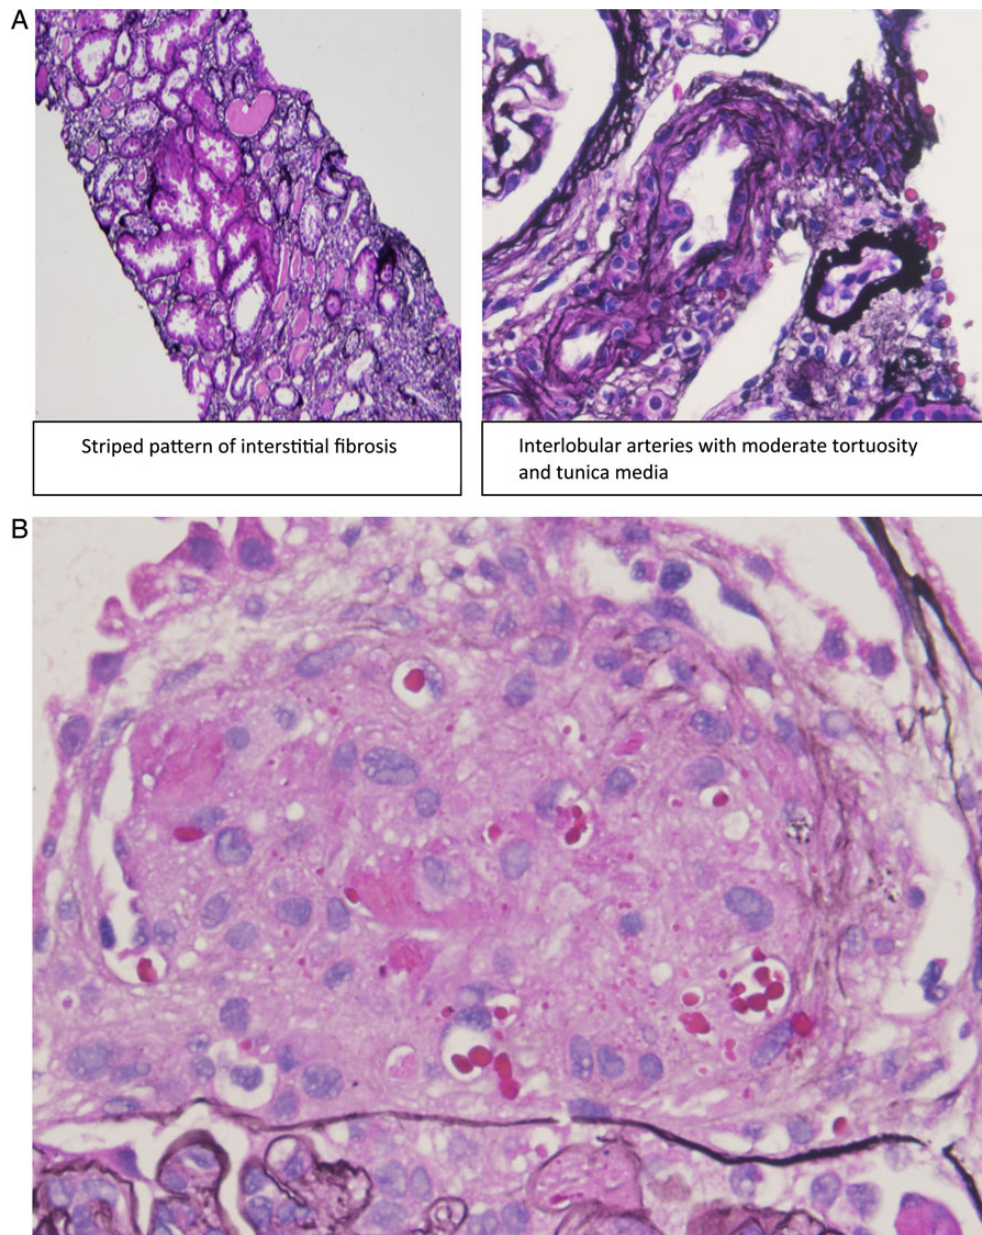 A
Striped pattern of interstitial fibrosis
Interlobular arteries with moderate tortuosity
and tunica media
B